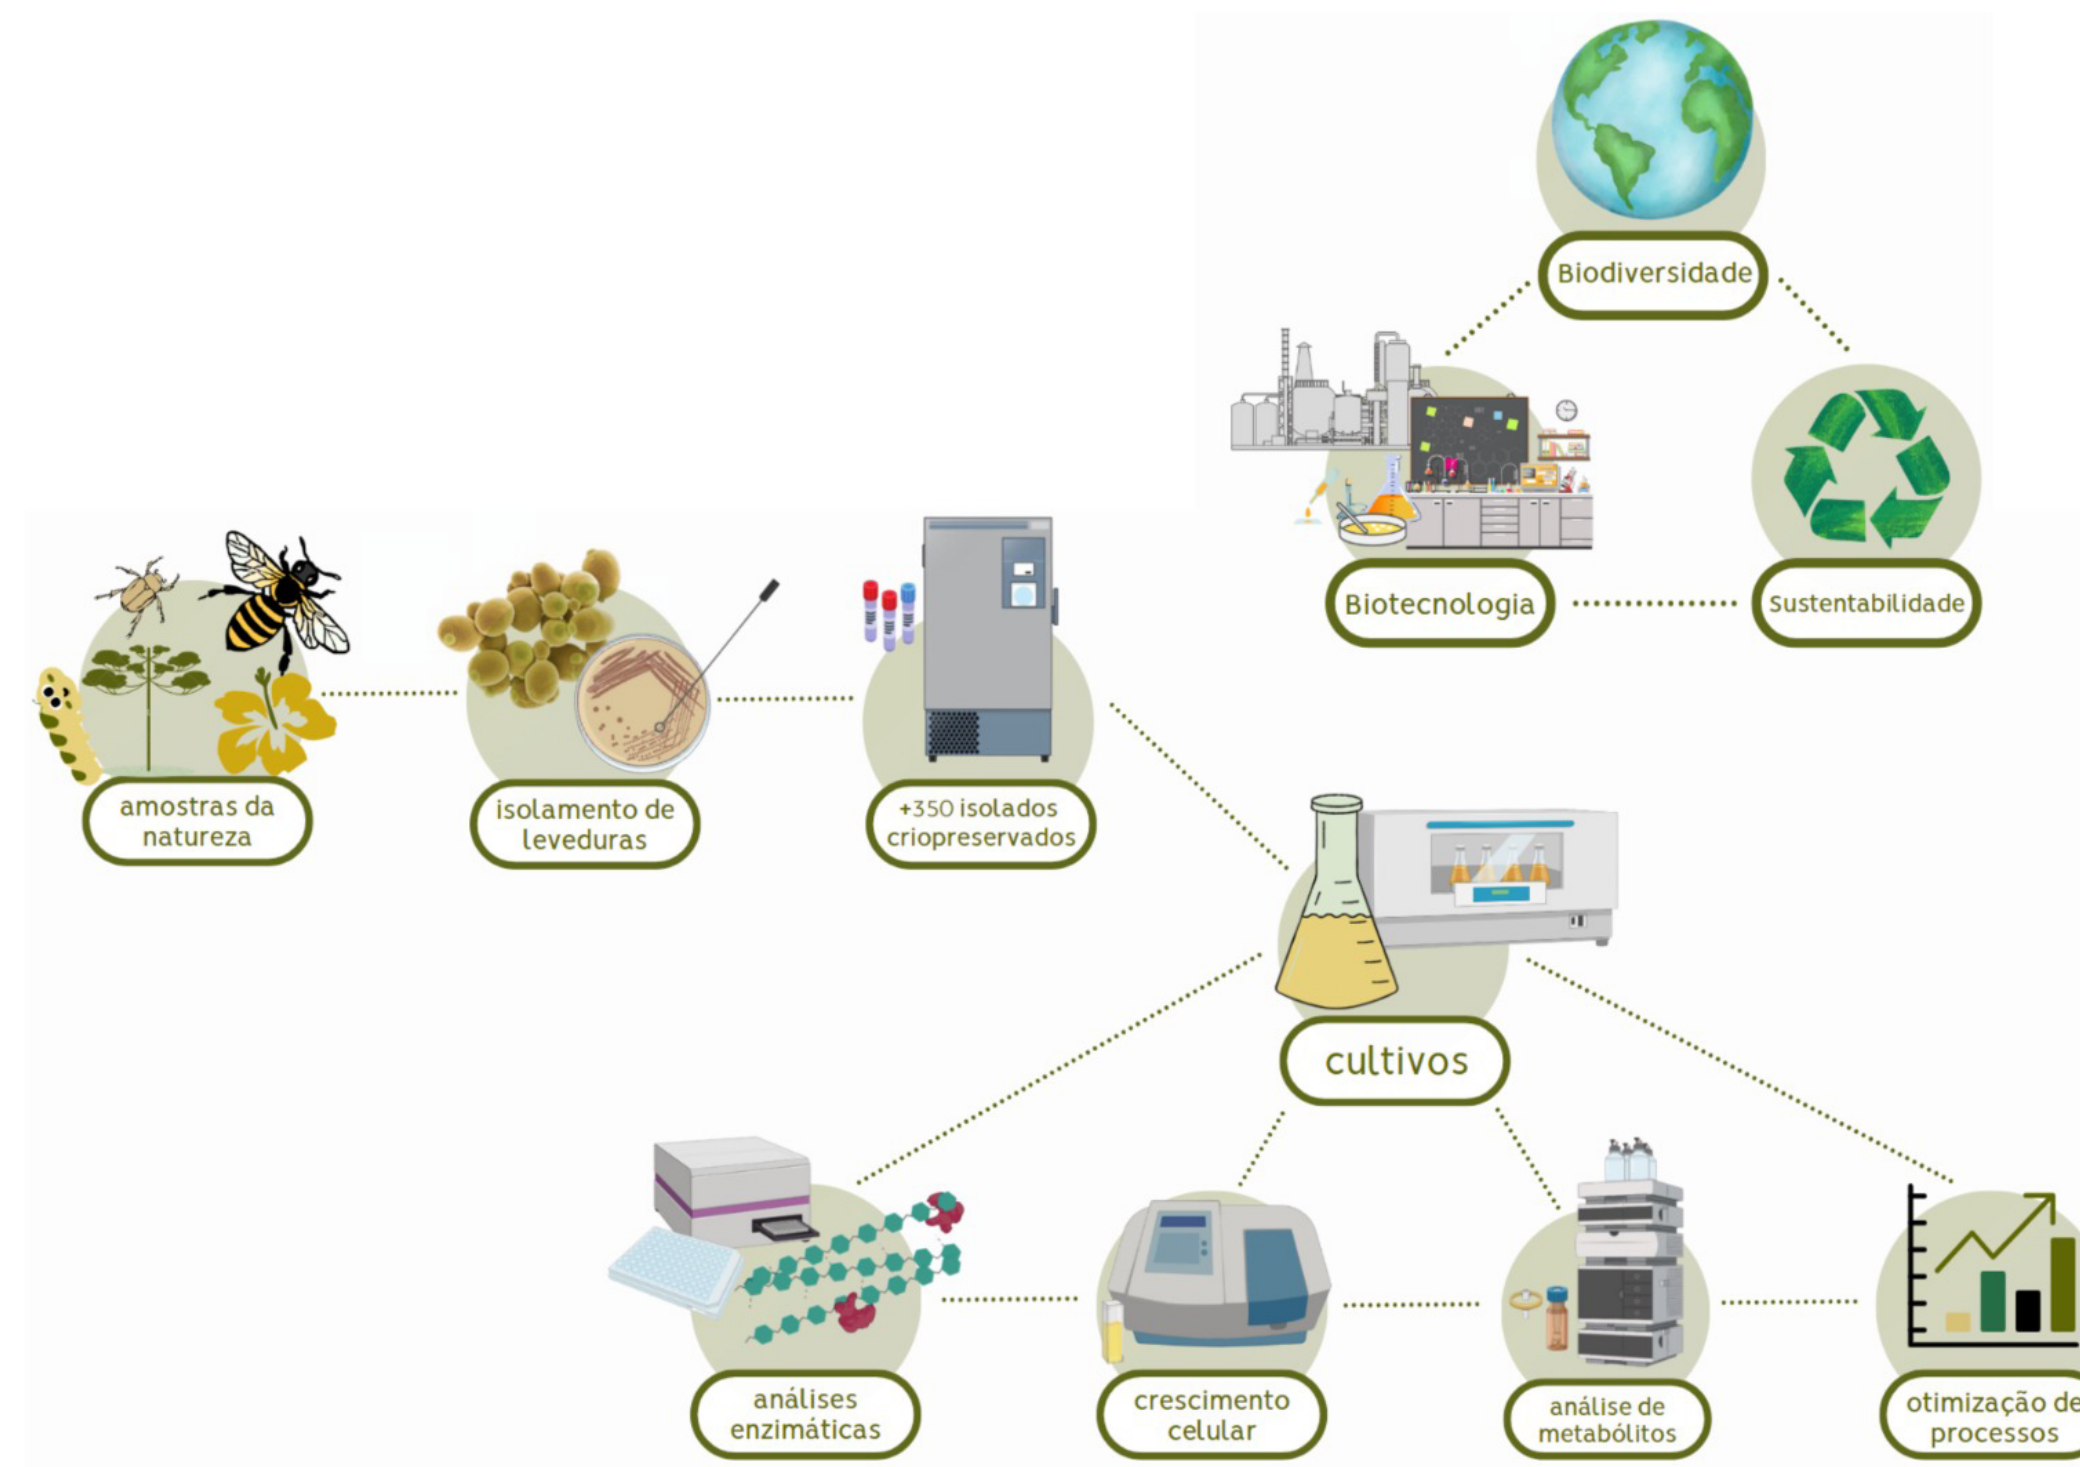 Biodiversidade
Biotecnologia
Sustentabilidade
amostras da
natureza
isolamento de
leveduras
+350 isolados
criopreservados
cultivos
análises
enzimáticas
crescimento
celular
análise de
metabólitos
otimização de
processos